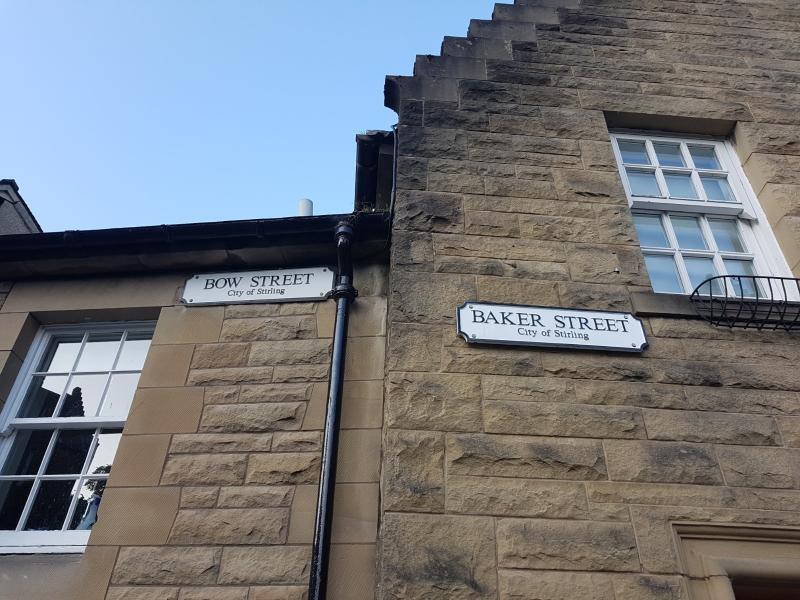 BOW STREET
City of Stirling
BAKER STREET
City of Stirling